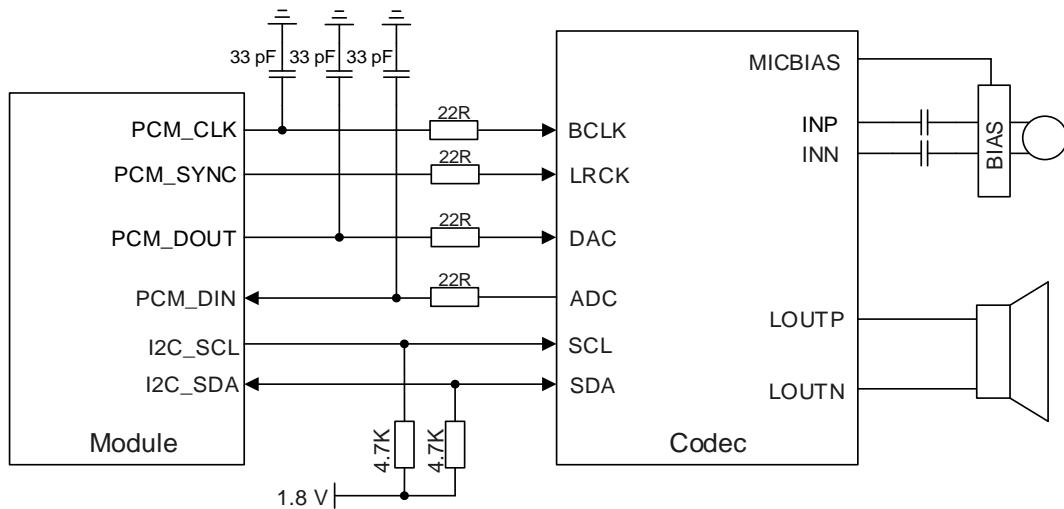 33 pF 33 pF 33 pF
MICBIAS
22R
PCM_CLK
BCLK
INP
BIAS
22R
INN
PCM_SYNC
LRCK
22R
PCM_DOUT
DAC
22R
PCM_DIN
ADC
LOUTP
I2C_SCL
SCL
I2C_SDA
SDA
LOUTN
Module
4.7K
4.7K
Codec
1.8 V